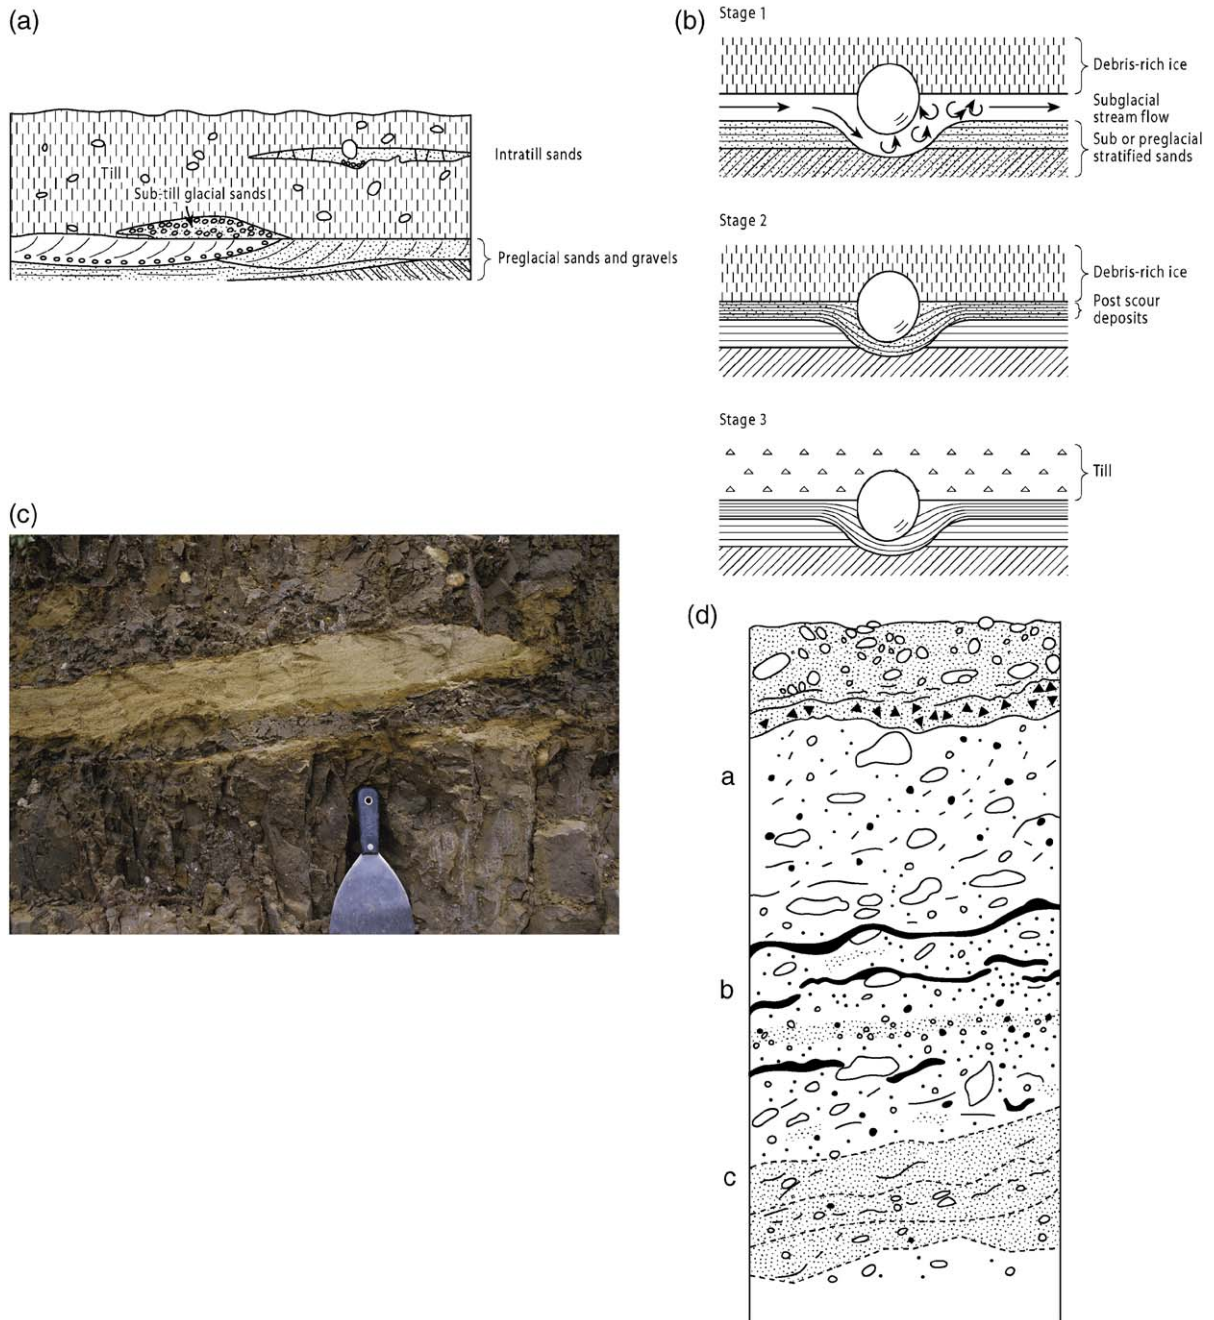 (a)
Till
Sub-till glacial sands
Intratill sands
Preglacial sands and gravels
(b)
Stage 1
Debris-rich ice
Subglacial
stream flow
Sub or preglacial
stratified sands
Stage 2
Debris-rich ice
Post scour
deposits
Stage 3
Till
(c)
(d)
a
b
c